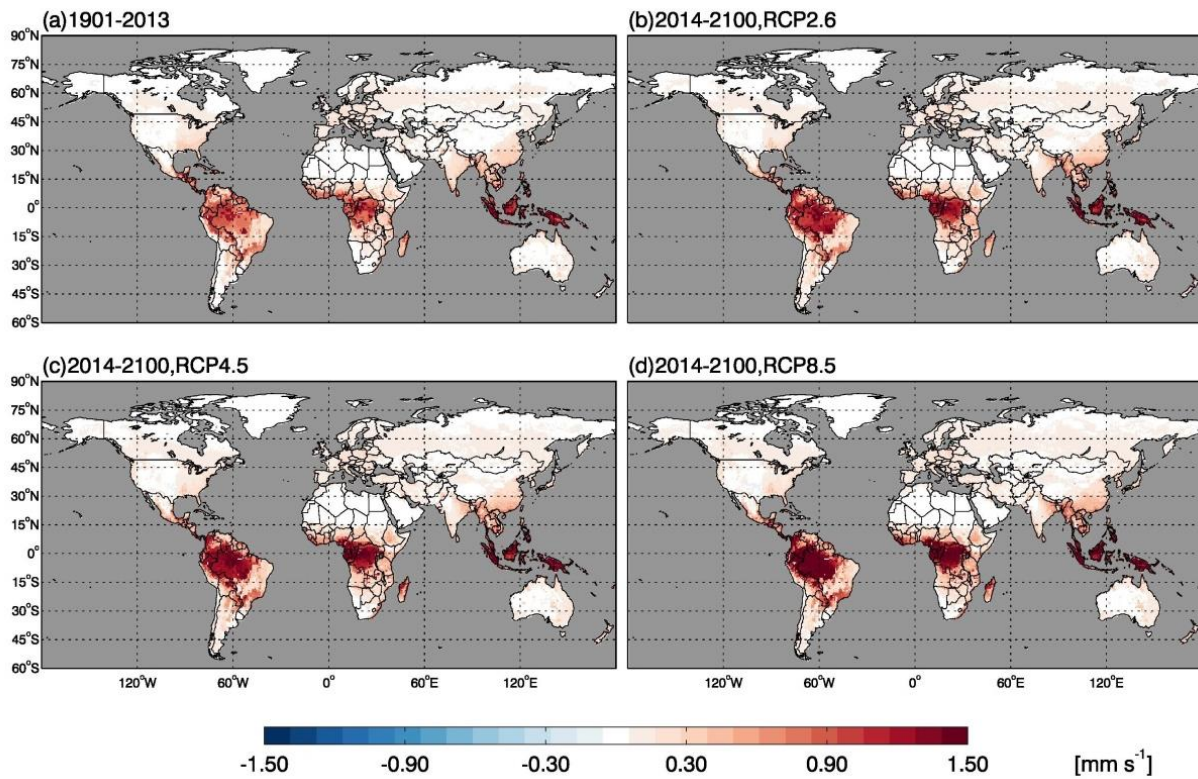 (a)1901-2013
(b)2014-2100,RCP2.6
90°N
75°N
60°N
45°N
30°N
15°N
0°
15°S
30°S
45°S
60°S
(c)2014-2100,RCP4.5
(d)2014-2100,RCP8.5
90°N
75°N
60°N
45°N
30°N
15°N
0°
15°S
30°S
45°S
60°S
120°W 60°W 0° 60°E 120°E 120°W 60°W 0° 60°E 120°E
-1.50 -0.90 -0.30 0.30 0.90 1.50 [mm s⁻¹]